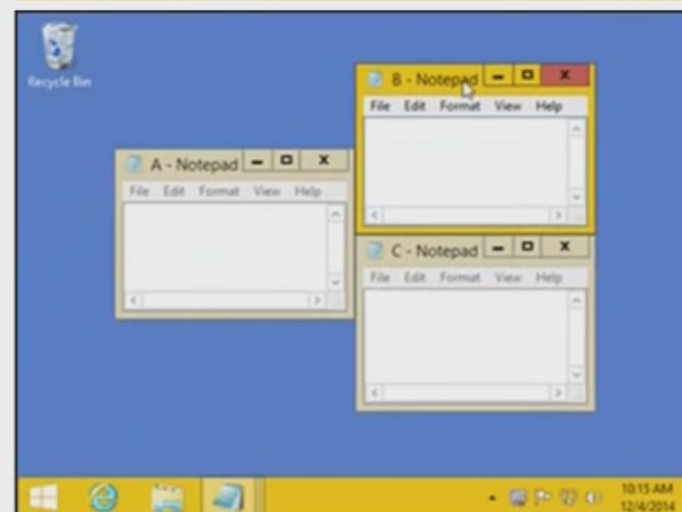 Recycle Bin
B - Notepad
File Edit Format View Help
A - Notepad
File Edit Format View Help
C - Notepad
File Edit Format View Help
10:15 AM
12/4/2014